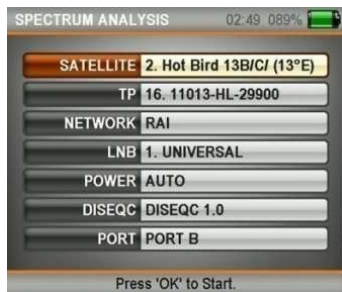 SPECTRUM ANALYSIS 02:49 089%
SATELLITE 2. Hot Bird 13B/C/ (13°E)
TP 16. 11013-HL-29900
NETWORK RAI
LNB 1. UNIVERSAL
POWER AUTO
DISEQC DISEQC 1.0
PORT PORT B
Press 'OK' to Start.